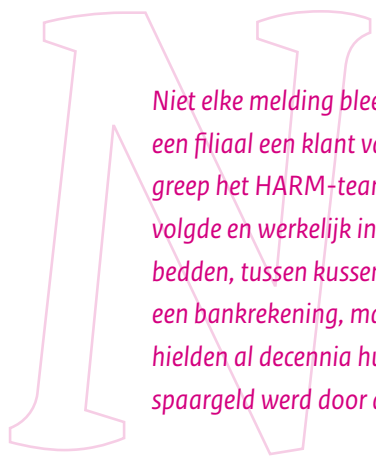 Niet elke melding blee
een filiaal een klant va
greep het HARM-tear
volgde en werkelijk in
bedden, tussen kusser
een bankrekening, ma
hielden al decennia hu
spaargeld werd door d